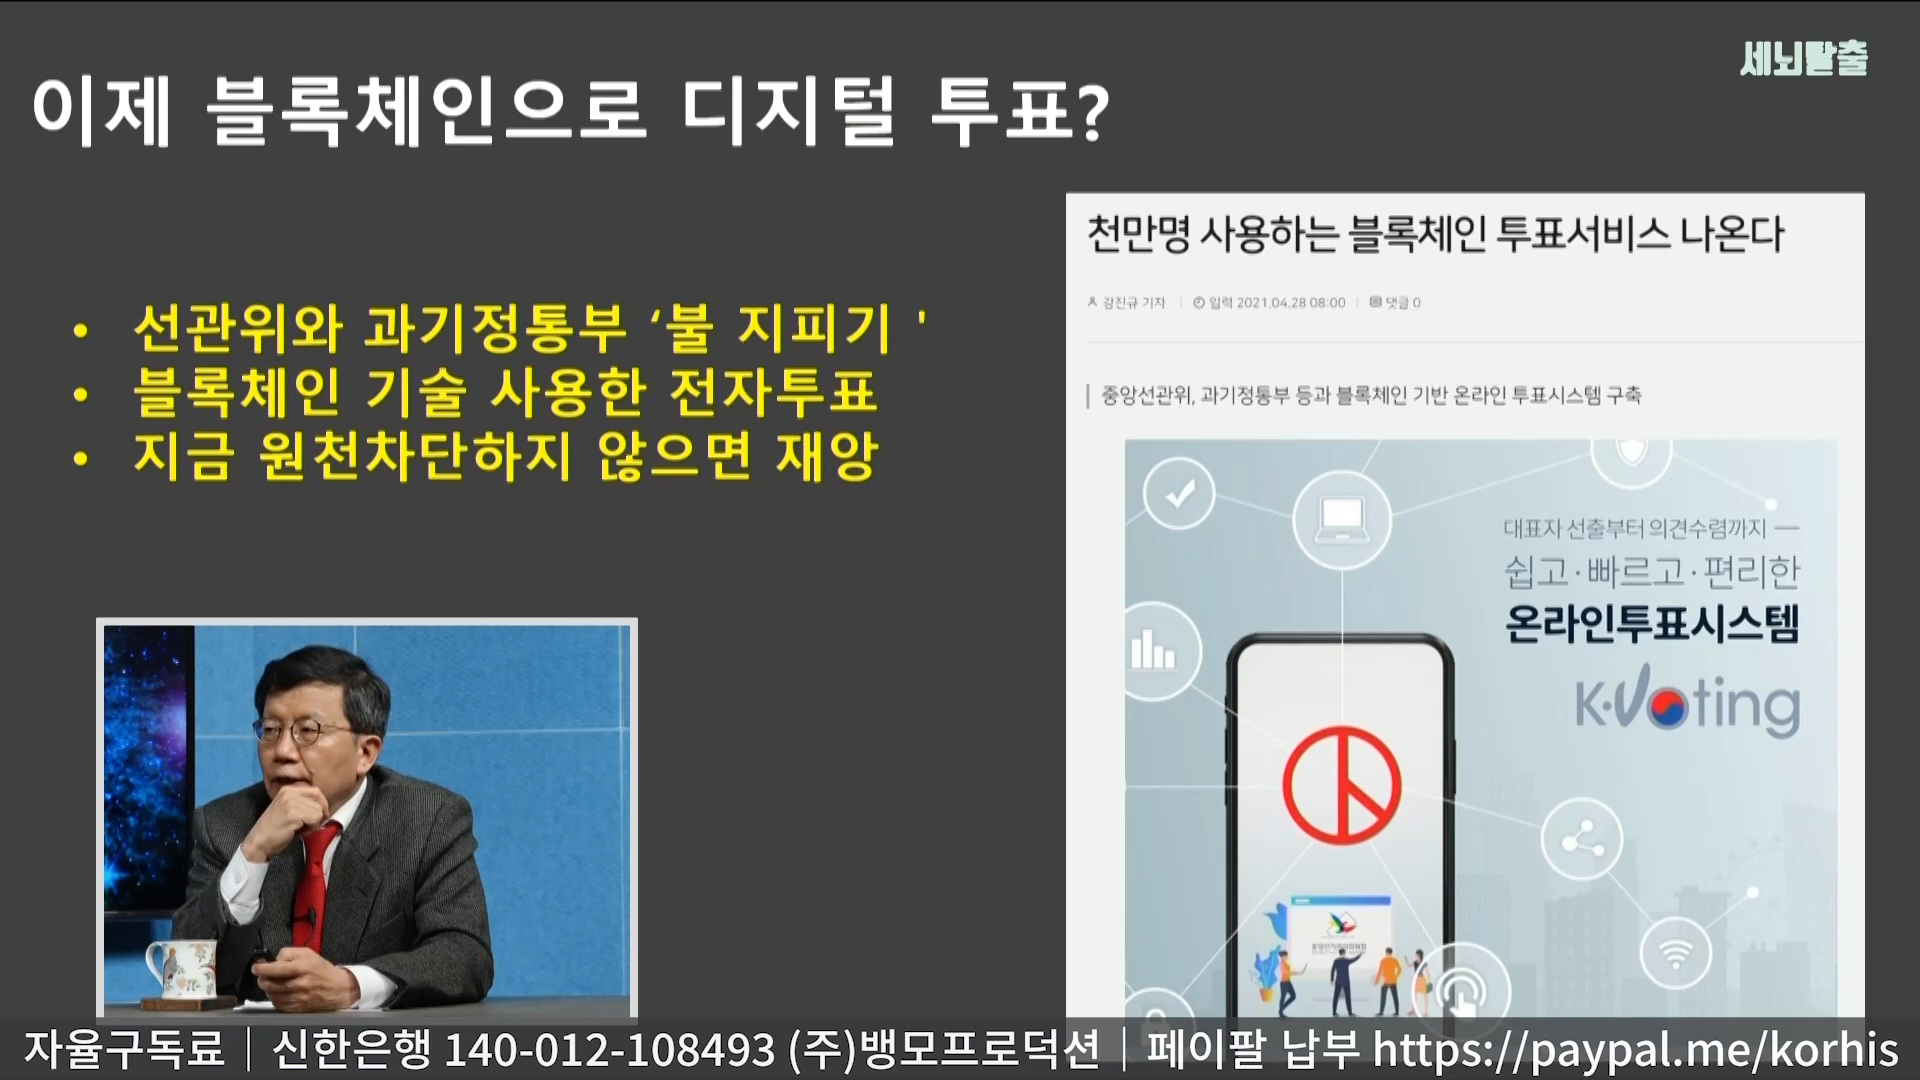 세뇌탈출
이제 블록체인으로 디지털 투표?
• 선관위와 과기정통부 ‘불 지피기 '
• 블록체인 기술 사용한 전자투표
• 지금 원천차단하지 않으면 재앙
천만명 사용하는 블록체인 투표서비스 나온다
강진규 기자 | 입력 2021.04.28 08:00 | 댓글 0
중앙선관위, 과기정통부 등과 블록체인 기반 온라인 투표시스템 구축
대표자 선출부터 의견수렴까지 —
쉽고·빠르고·편리한
온라인투표시스템
K·Voting
자율구독료│신한은행 140-012-108493 (주)뱅모프로덕션│페이팔 납부 https://paypal.me/korhis